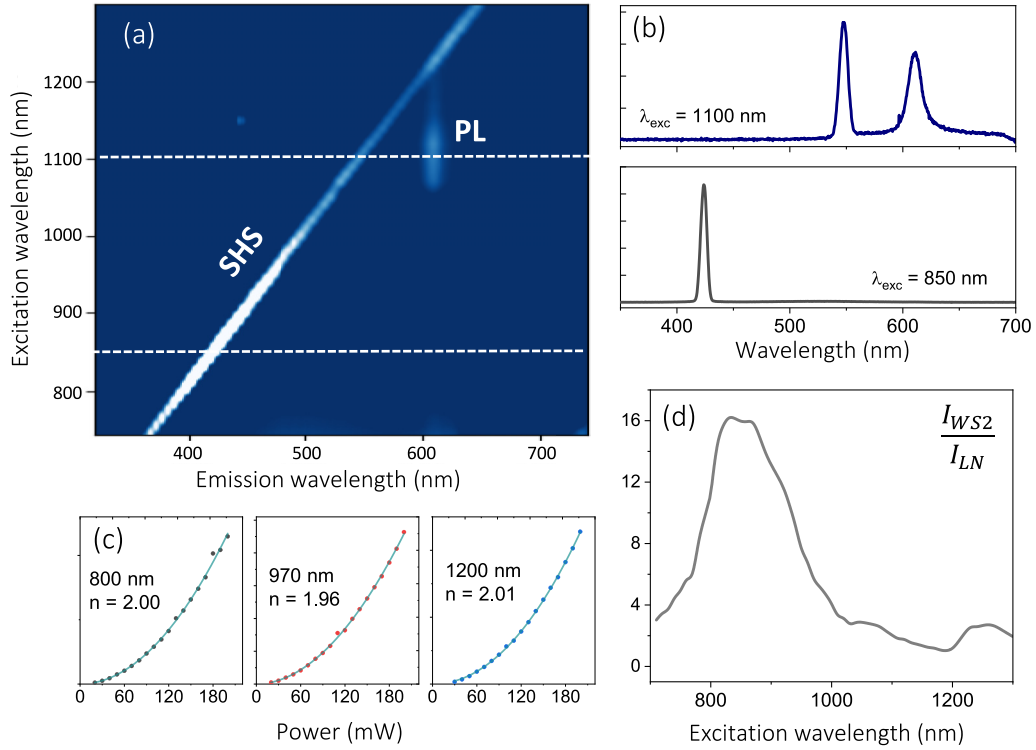 (a)
Excitation wavelength (nm)
1200
1100
1000
900
800
PL
SHS
400
500
600
700
Emission wavelength (nm)
(b)
λexc = 1100 nm
λexc = 850 nm
400
500
600
700
Wavelength (nm)
(c)
800 nm
n = 2.00
970 nm
n = 1.96
1200 nm
n = 2.01
0 60 120 180
0 60 120 180
0 60 120 180
Power (mW)
(d)
I_WS2
I_LN
16
12
8
4
0
800
1000
1200
Excitation wavelength (nm)